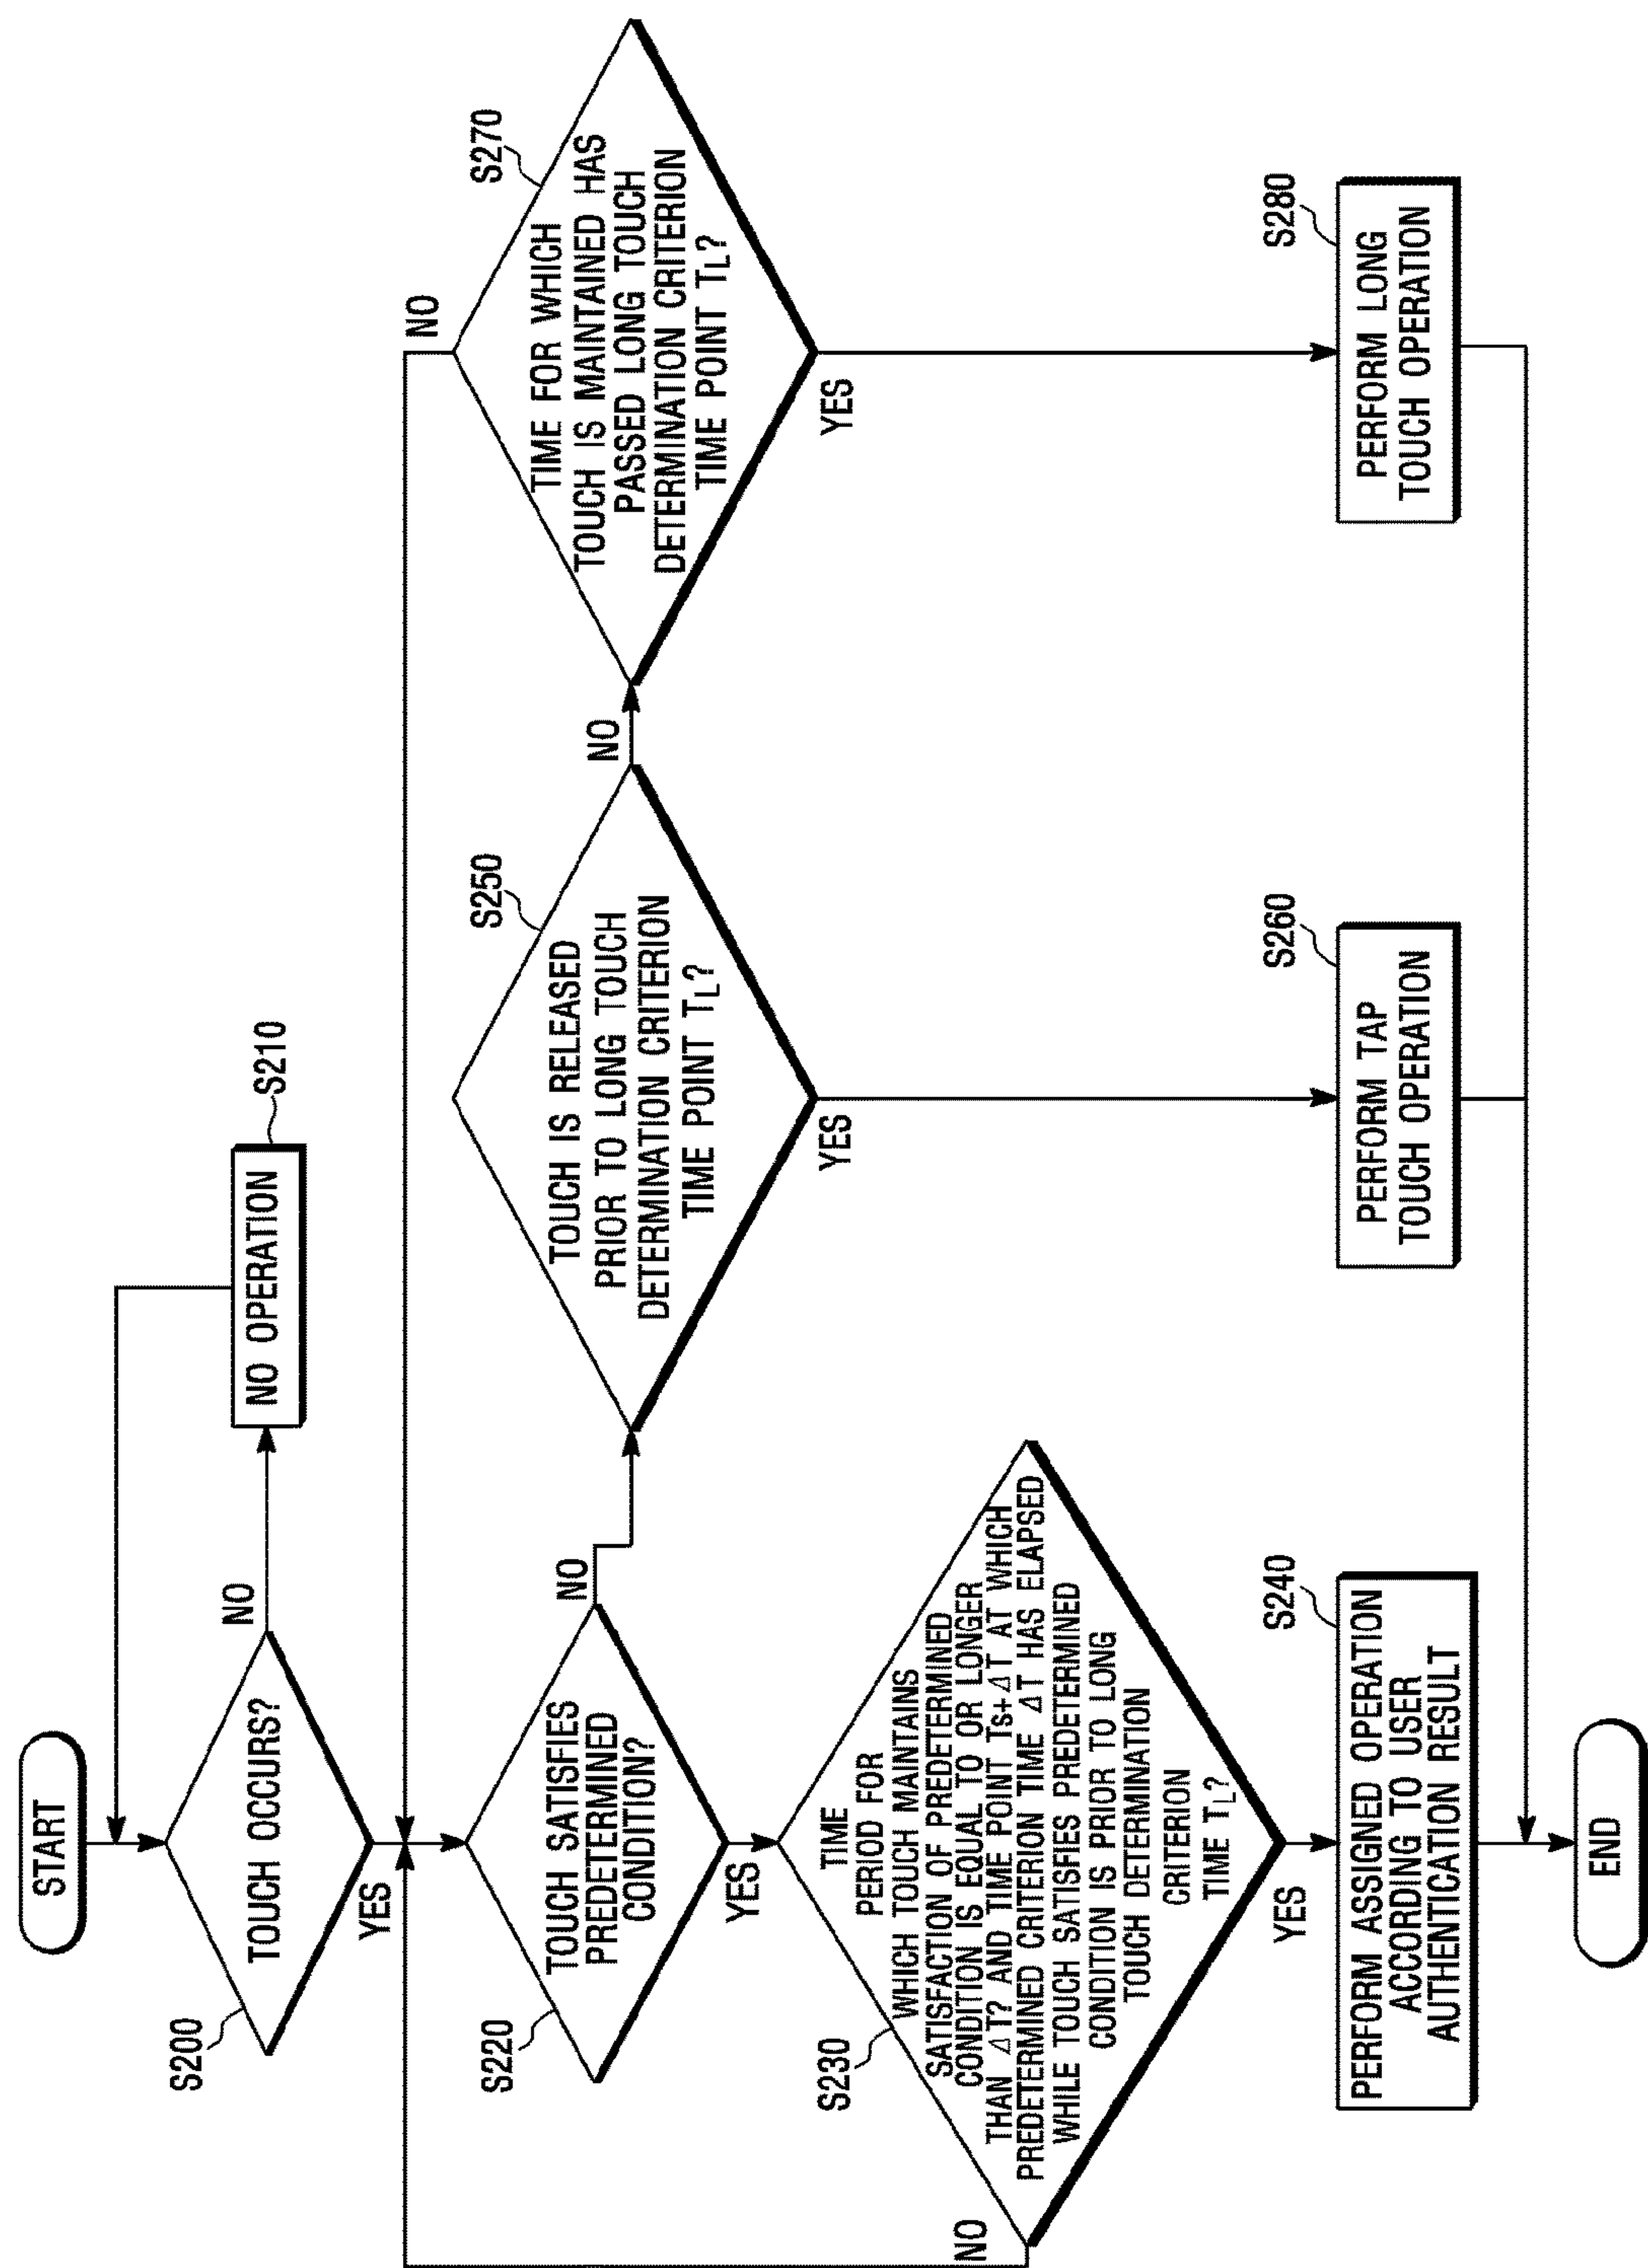 START
S200
TOUCH OCCURS?
NO
YES
NO OPERATION
S210
S220
TOUCH SATISFIES
PREDETERMINED
CONDITION?
NO
YES
S230
TIME
PERIOD FOR
WHICH TOUCH MAINTAINS
SATISFACTION OF PREDETERMINED
CONDITION IS EQUAL TO OR LONGER
THAN ΔT? AND TIME POINT TS+ΔT AT WHICH
PREDETERMINED CRITERION TIME ΔT HAS ELAPSED
WHILE TOUCH SATISFIES PREDETERMINED
CONDITION IS PRIOR TO LONG
TOUCH DETERMINATION
CRITERION
TIME TL?
NO
YES
S240
PERFORM ASSIGNED OPERATION
ACCORDING TO USER
AUTHENTICATION RESULT
S250
TOUCH IS RELEASED
PRIOR TO LONG TOUCH
DETERMINATION CRITERION
TIME POINT TL?
NO
YES
S260
PERFORM TAP
TOUCH OPERATION
S270
TIME FOR WHICH
TOUCH IS MAINTAINED HAS
PASSED LONG TOUCH
DETERMINATION CRITERION
TIME POINT TL?
NO
YES
S280
PERFORM LONG
TOUCH OPERATION
END